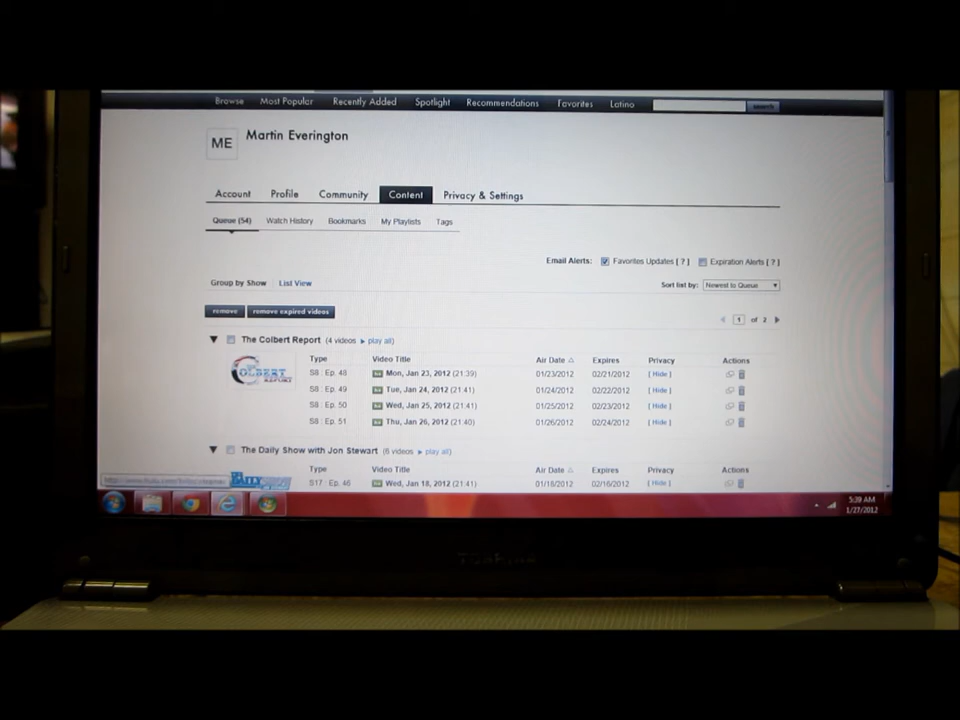 Browse Most Popular Recently Added Spotlight Recommendations Favorites Latino search
ME Martin Everington
Account Profile Community Content Privacy & Settings
Queue (54) Watch History Bookmarks My Playlists Tags
Email Alerts: Favorites Updates [ ? ] Expiration Alerts [ ? ]
Group by Show List View Sort list by: Newest to Queue
remove remove expired videos
1 of 2
The Colbert Report (4 videos play all)
Type Video Title Air Date Expires Privacy Actions
COLBERT REPORT
S8 : Ep. 48 Mon, Jan 23, 2012 (21:39) 01/23/2012 02/21/2012 [ Hide ]
S8 : Ep. 49 Tue, Jan 24, 2012 (21:41) 01/24/2012 02/22/2012 [ Hide ]
S8 : Ep. 50 Wed, Jan 25, 2012 (21:41) 01/25/2012 02/23/2012 [ Hide ]
S8 : Ep. 51 Thu, Jan 26, 2012 (21:40) 01/26/2012 02/24/2012 [ Hide ]
The Daily Show with Jon Stewart (6 videos play all)
Type Video Title Air Date Expires Privacy Actions
DAILY S17 : Ep. 46 Wed, Jan 18, 2012 (21:41) 01/18/2012 02/16/2012 [ Hide ]
5:39 AM
1/27/2012
TOSHIBA